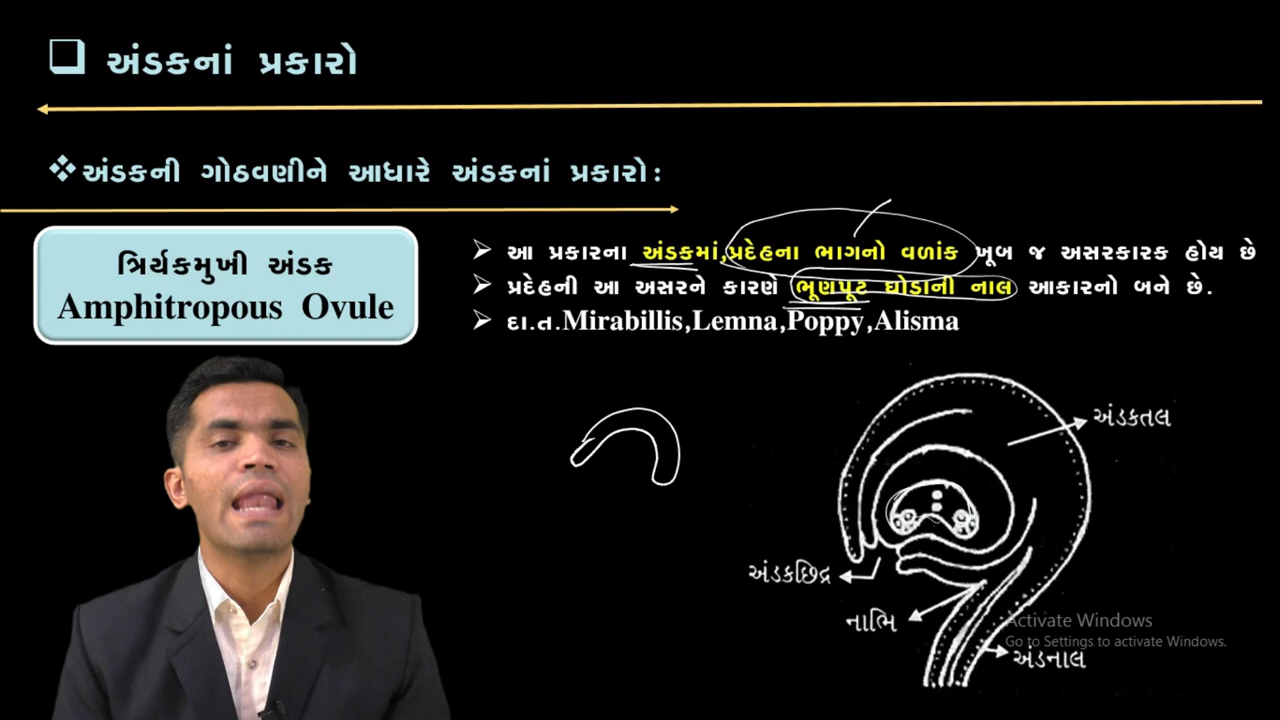 અંડકનાં પ્રકારો
અંડકની ગોઠવણીને આધારે અંડકનાં પ્રકારો:
ત્રિર્યકમુખી અંડક
Amphitropous Ovule
આ પ્રકારના અંડકમાં,પ્રદેહના ભાગનો વળાંક ખૂબ જ અસરકારક હોય છે
પ્રદેહની આ અસરને કારણે ભૂણપૂટ ઘોડાની નાલ આકારનો બને છે.
દા.ત.Mirabillis,Lemna,Poppy,Alisma
અંડકતલ
અંડકછિદ્ર
નાભિ
અંડનાલ
Activate Windows
Go to Settings to activate Windows.